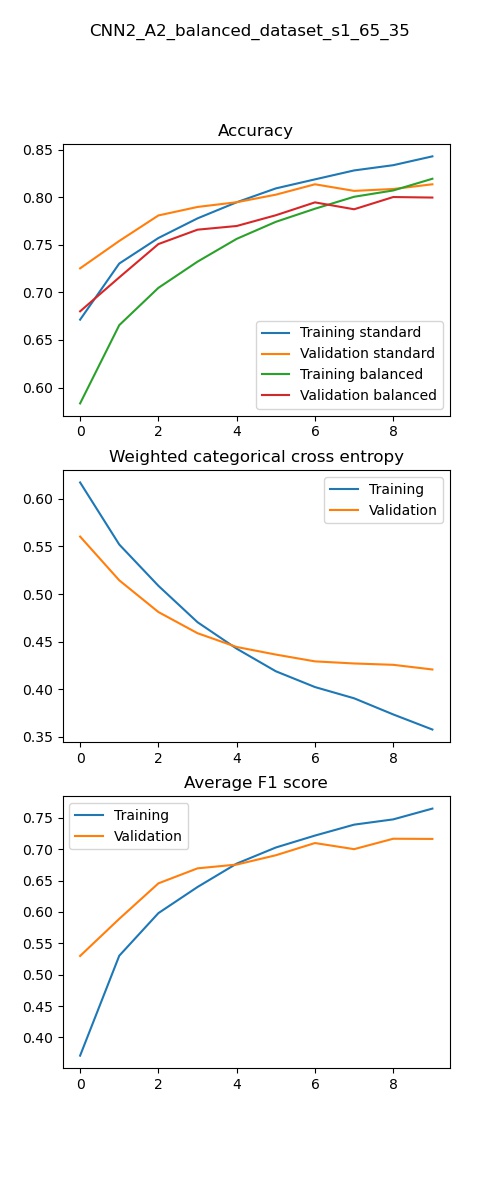 CNN2_A2_balanced_dataset_s1_65_35
Accuracy
0.85
0.80
0.75
0.70
0.65
0.60
Training standard
Validation standard
Training balanced
Validation balanced
0 2 4 6 8
Weighted categorical cross entropy
0.60
0.55
0.50
0.45
0.40
0.35
Training
Validation
0 2 4 6 8
Average F1 score
0.75
0.70
0.65
0.60
0.55
0.50
0.45
0.40
Training
Validation
0 2 4 6 8